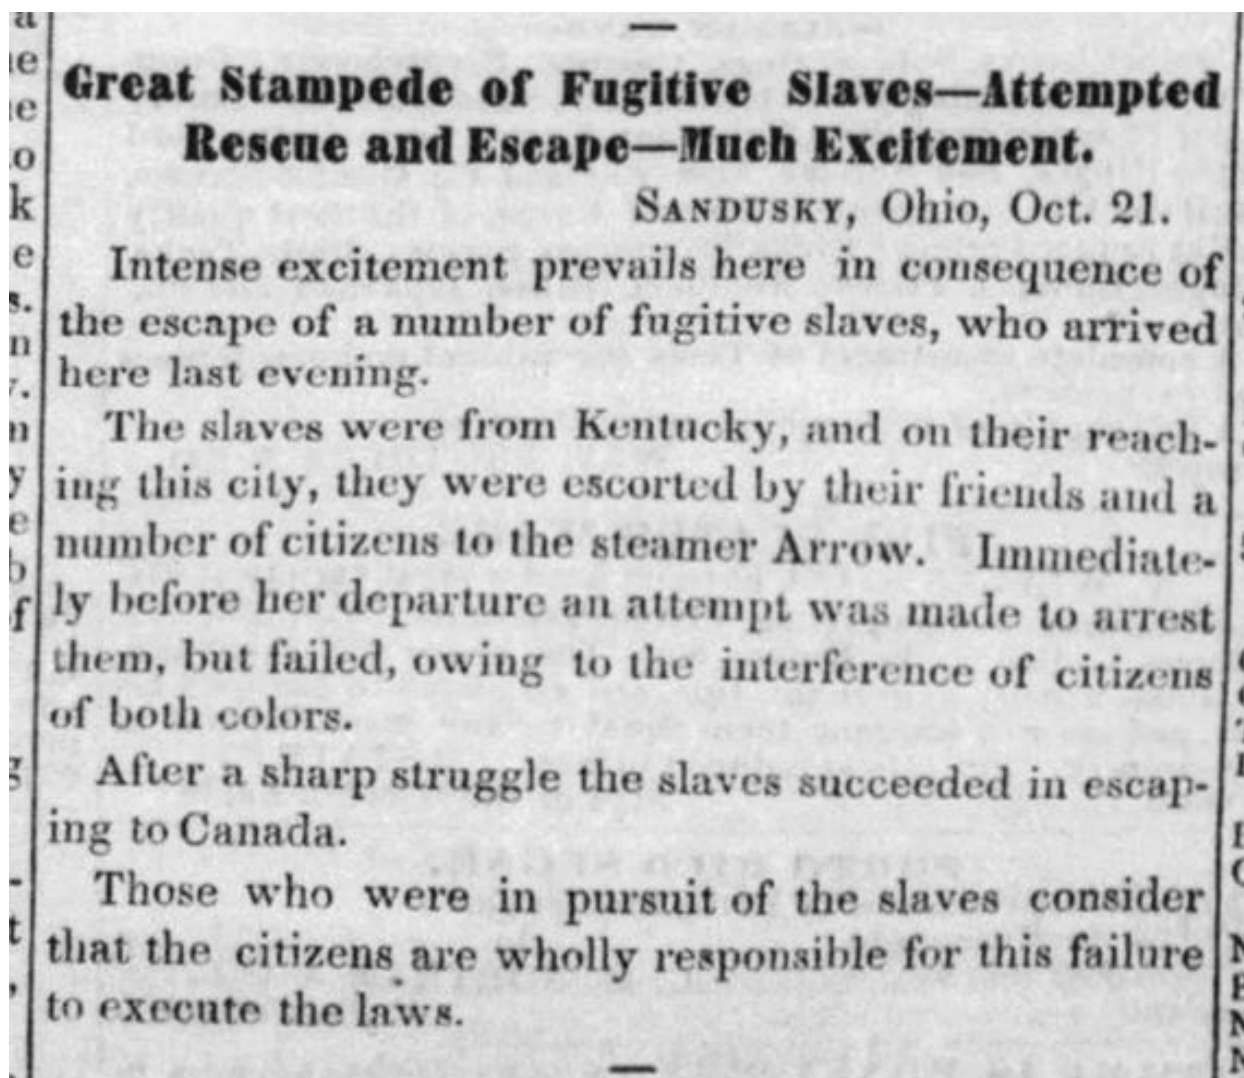 Great Stampede of Fugitive Slaves—Attempted
Rescue and Escape—Much Excitement.
SANDUSKY, Ohio, Oct. 21.
Intense excitement prevails here in consequence of
the escape of a number of fugitive slaves, who arrived
here last evening.
The slaves were from Kentucky, and on their reach-
ing this city, they were escorted by their friends and a
number of citizens to the steamer Arrow. Immediate-
ly before her departure an attempt was made to arrest
them, but failed, owing to the interference of citizens
of both colors.
After a sharp struggle the slaves succeeded in escap-
ing to Canada.
Those who were in pursuit of the slaves consider
that the citizens are wholly responsible for this failure
to execute the laws.